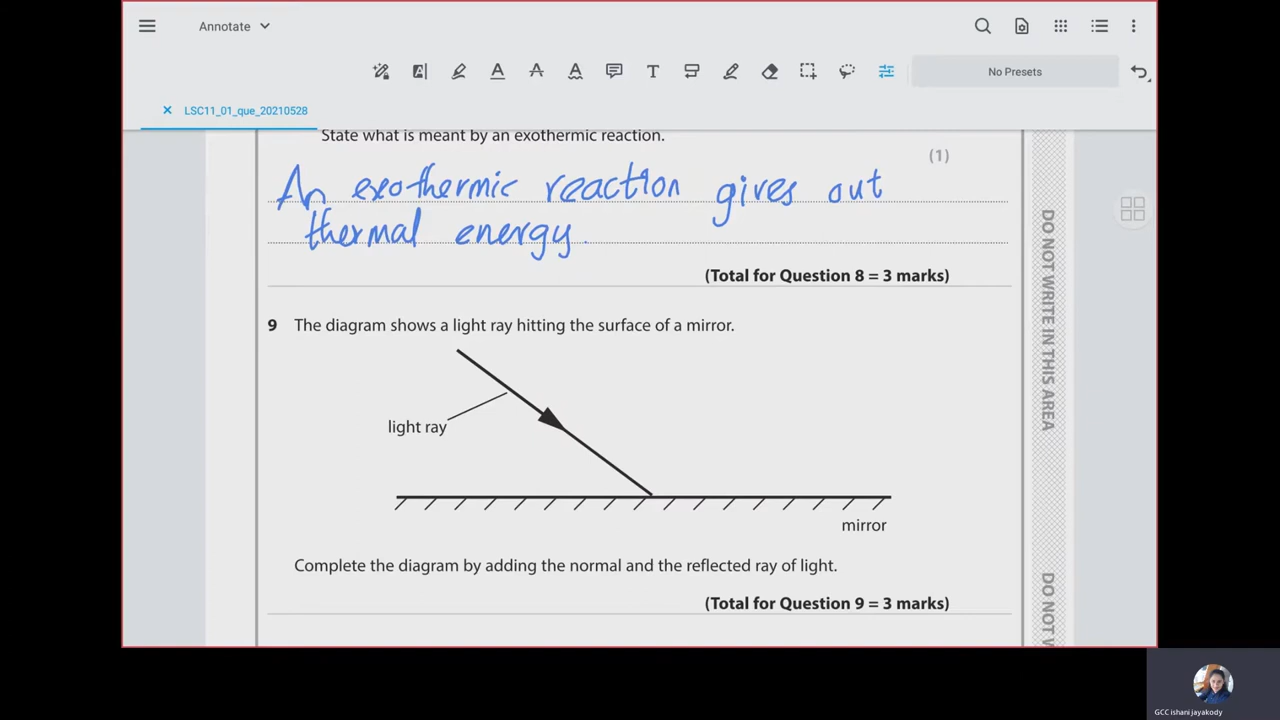 Annotate
No Presets
LSC11_01_que_20210528
State what is meant by an exothermic reaction.
(1)
An exothermic reaction gives out
thermal energy.
(Total for Question 8 = 3 marks)
9 The diagram shows a light ray hitting the surface of a mirror.
light ray
mirror
Complete the diagram by adding the normal and the reflected ray of light.
(Total for Question 9 = 3 marks)
DO NOT WRITE IN THIS AREA
DO NOT
GCC ishani jayakody